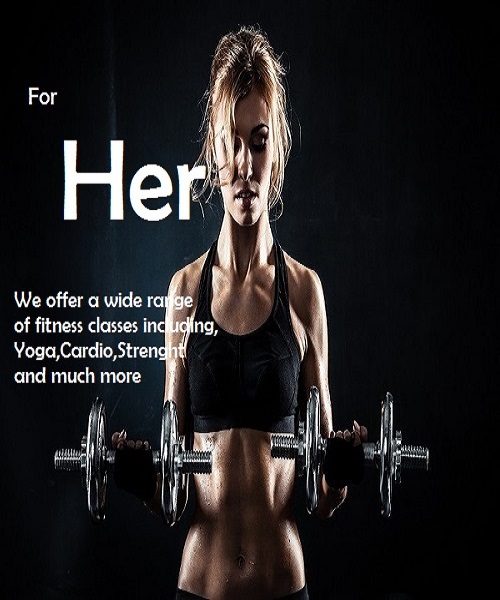 For
Her
We offer a wide range
of fitness classes including,
Yoga,Cardio,Strenght
and much more